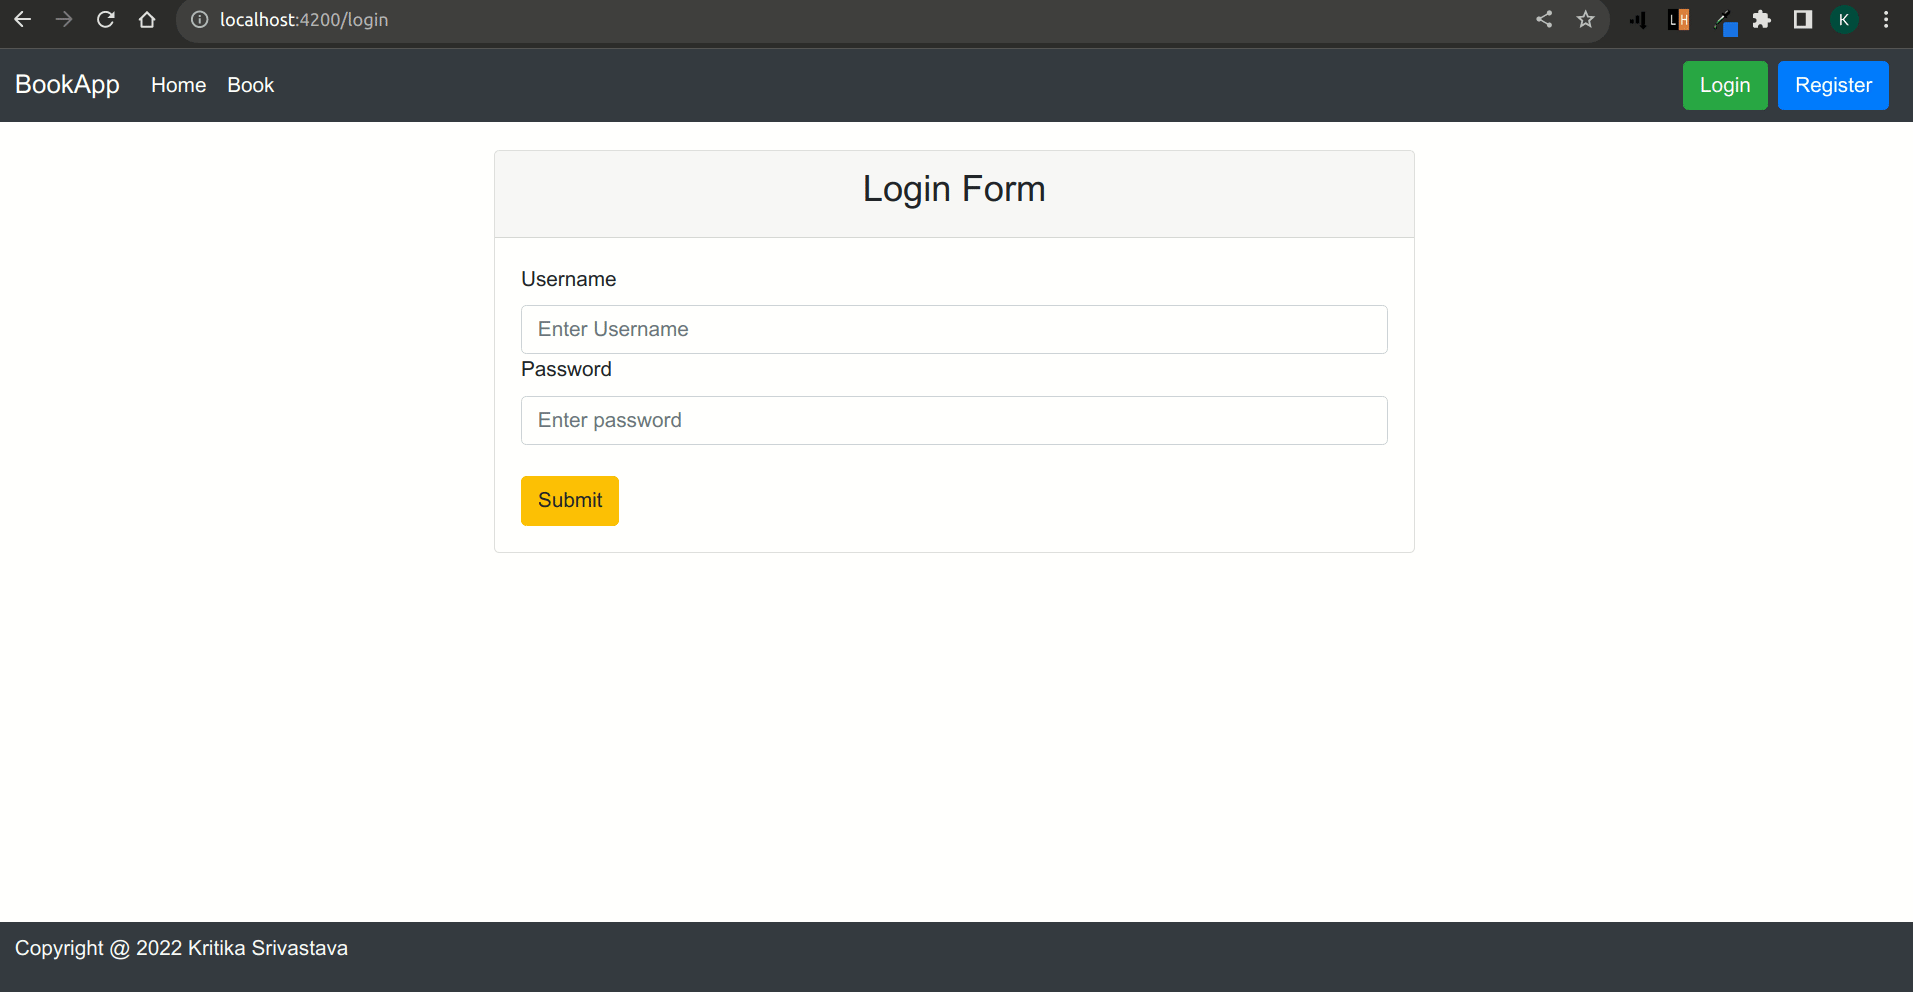 localhost:4200/login
LH
K
BookApp Home Book Login Register
Login Form
Username
Enter Username
Password
Enter password
Submit
Copyright @ 2022 Kritika Srivastava